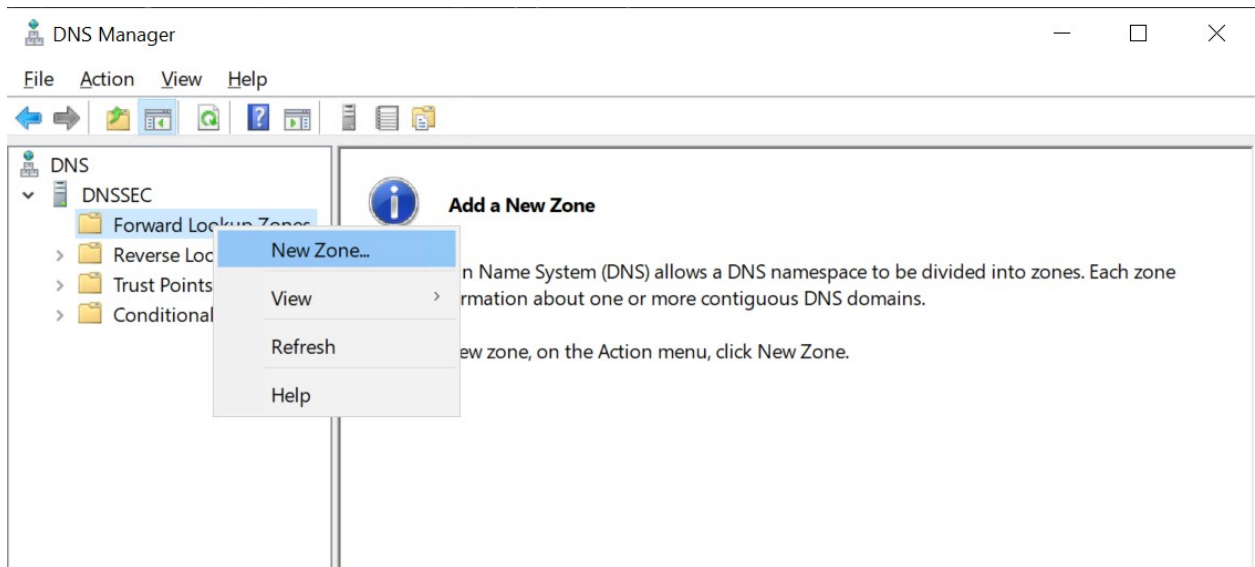 DNS Manager
File Action View Help
DNS
DNSSEC
Forward Lookup Zones
Reverse Loc
Trust Points
Conditional
New Zone...
View
Refresh
Help
Add a New Zone
n Name System (DNS) allows a DNS namespace to be divided into zones. Each zone
rmation about one or more contiguous DNS domains.
ew zone, on the Action menu, click New Zone.